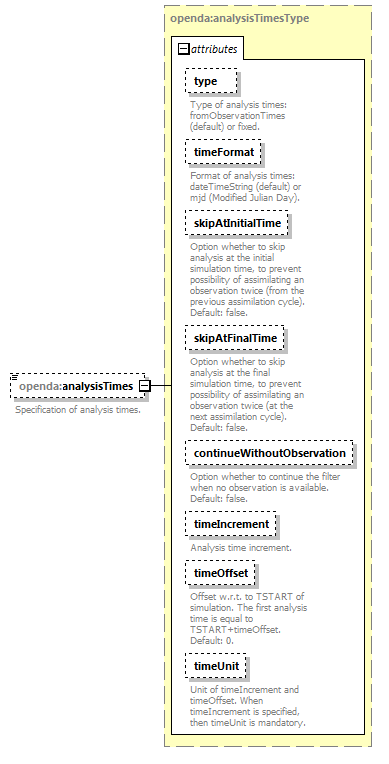 openda:analysisTimesType
attributes
type
Type of analysis times:
fromObservationTimes
(default) or fixed.
timeFormat
Format of analysis times:
dateTimeString (default) or
mjd (Modified Julian Day).
skipAtInitialTime
Option whether to skip
analysis at the initial
simulation time, to prevent
possibility of assimilating an
observation twice (from the
previous assimilation cycle).
Default: false.
skipAtFinalTime
Option whether to skip
analysis at the final
simulation time, to prevent
possibility of assimilating an
observation twice (at the
next assimilation cycle).
Default: false.
openda:analysisTimes
Specification of analysis times.
continueWithoutObservation
Option whether to continue the filter
when no observation is available.
Default: false.
timeIncrement
Analysis time increment.
timeOffset
Offset w.r.t. to TSTART of
simulation. The first analysis
time is equal to
TSTART+timeOffset.
Default: 0.
timeUnit
Unit of timeIncrement and
timeOffset. When
timeIncrement is specified,
then timeUnit is mandatory.